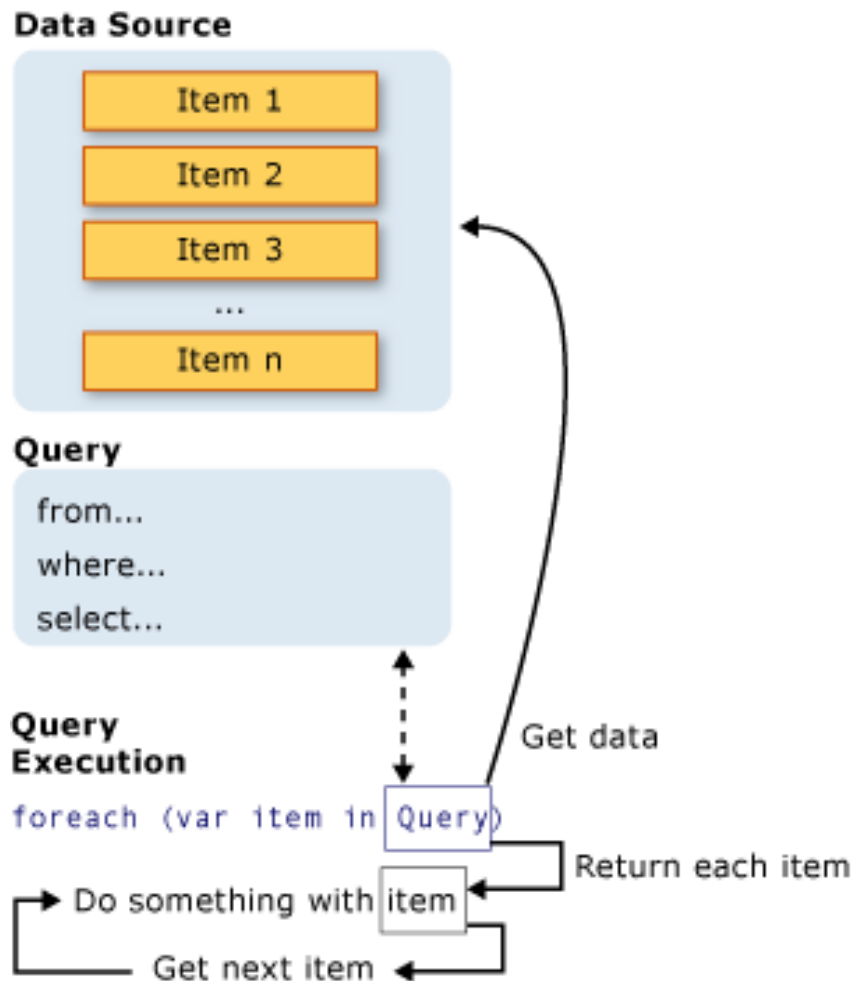 Data Source
Item 1
Item 2
Item 3
...
Item n
Query
from...
where...
select...
Query
Execution
Get data
foreach (var item in Query)
Return each item
Do something with item
Get next item